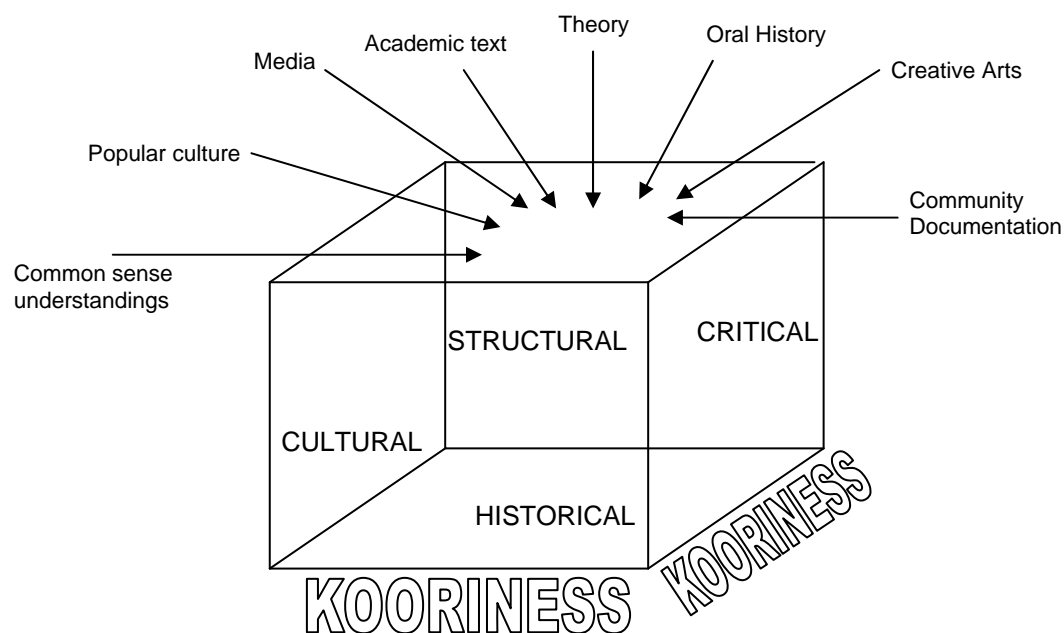 Theory
Oral History
Academic text
Media
Creative Arts
Popular culture
Community
Documentation
Common sense
understandings
STRUCTURAL
CRITICAL
CULTURAL
HISTORICAL
KOORINESS
KOORINESS